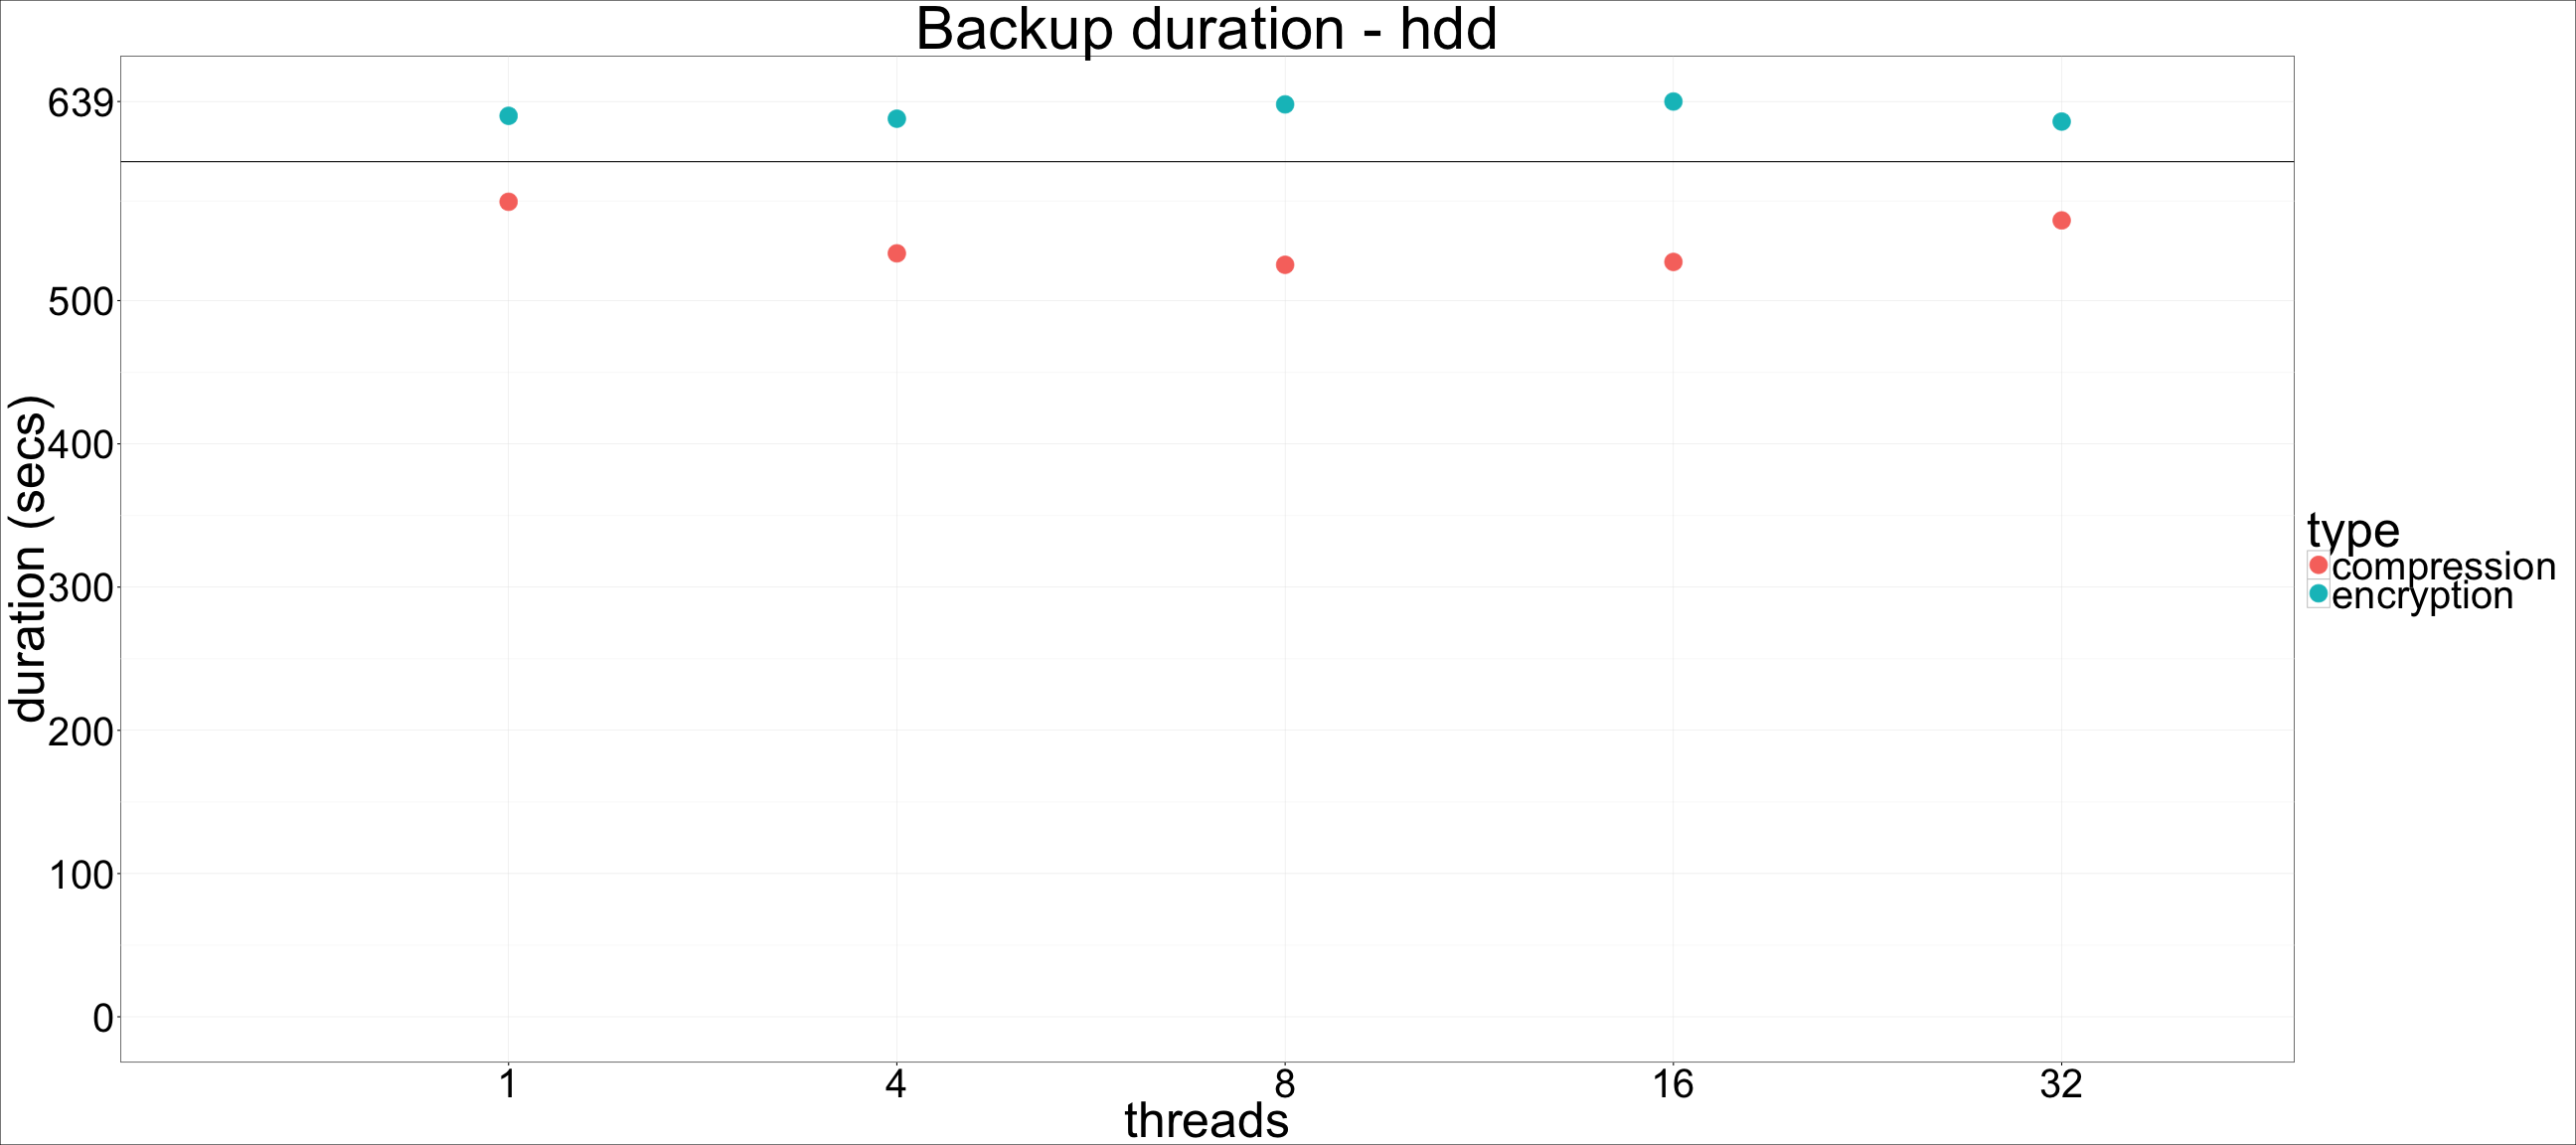 Backup duration - hdd
639
500
400
300
200
100
0
duration (secs)
1 4 8 16 32
threads
type
compression
encryption